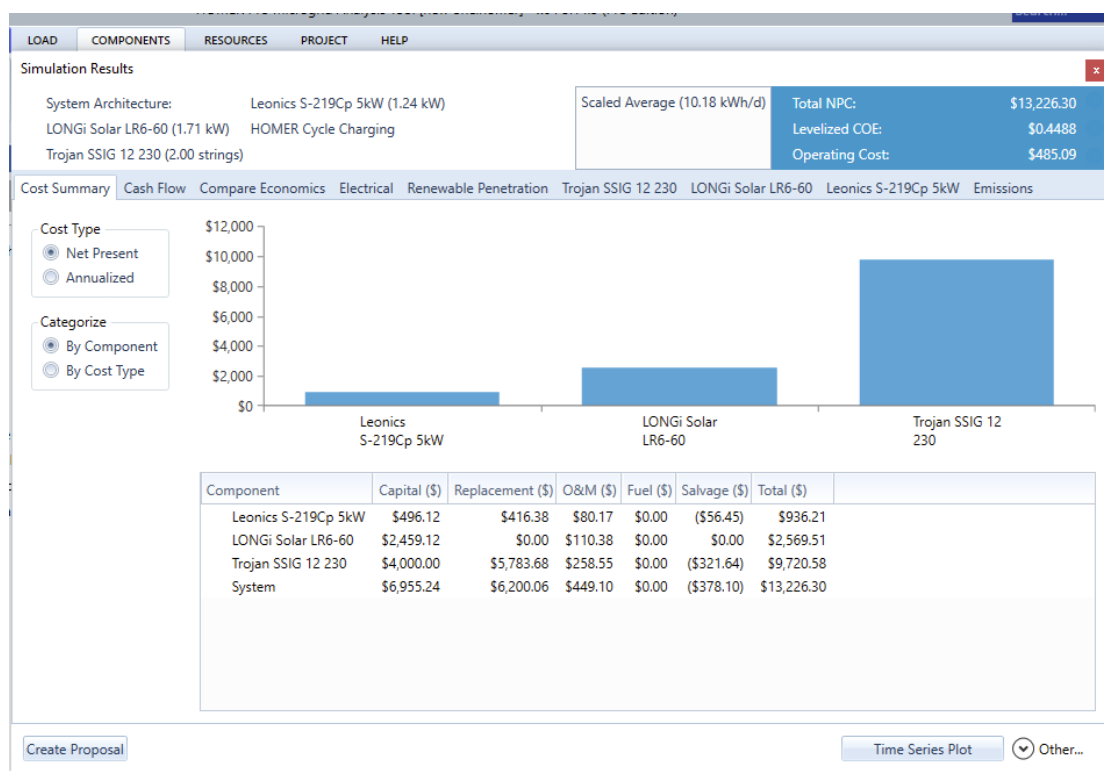 LOAD COMPONENTS RESOURCES PROJECT HELP
Simulation Results
x
System Architecture: Leonics S-219Cp 5kW (1.24 kW)
LONGi Solar LR6-60 (1.71 kW) HOMER Cycle Charging
Trojan SSIG 12 230 (2.00 strings)
Scaled Average (10.18 kWh/d)
Total NPC: $13,226.30
Levelized COE: $0.4488
Operating Cost: $485.09
Cost Summary Cash Flow Compare Economics Electrical Renewable Penetration Trojan SSIG 12 230 LONGi Solar LR6-60 Leonics S-219Cp 5kW Emissions
Cost Type
Net Present
Annualized
Categorize
By Component
By Cost Type
$12,000
$10,000
$8,000
$6,000
$4,000
$2,000
$0
Leonics
S-219Cp 5kW
LONGi Solar
LR6-60
Trojan SSIG 12
230
Component Capital ($) Replacement ($) O&M ($) Fuel ($) Salvage ($) Total ($)
Leonics S-219Cp 5kW $496.12 $416.38 $80.17 $0.00 ($56.45) $936.21
LONGi Solar LR6-60 $2,459.12 $0.00 $110.38 $0.00 $0.00 $2,569.51
Trojan SSIG 12 230 $4,000.00 $5,783.68 $258.55 $0.00 ($321.64) $9,720.58
System $6,955.24 $6,200.06 $449.10 $0.00 ($378.10) $13,226.30
Create Proposal
Time Series Plot
Other...